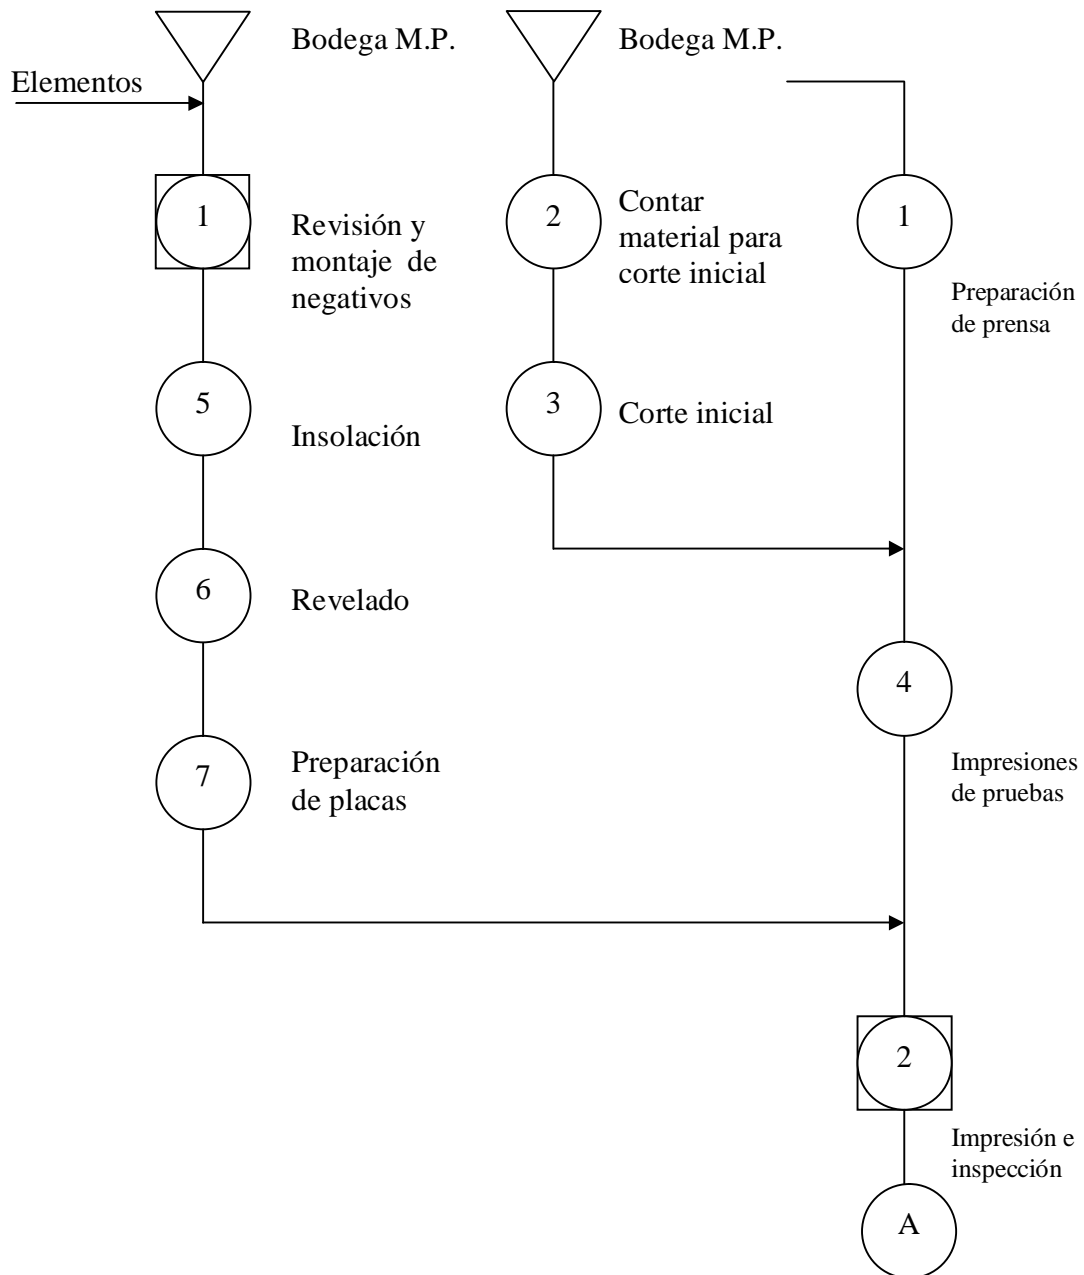 Bodega M.P.
Bodega M.P.
Elementos
1
Revisión y
montaje de
negativos
2
Contar
material para
corte inicial
1
Preparación
de prensa
5
Insolación
3
Corte inicial
6
Revelado
4
Impresiones
de pruebas
7
Preparación
de placas
2
Impresión e
inspección
A